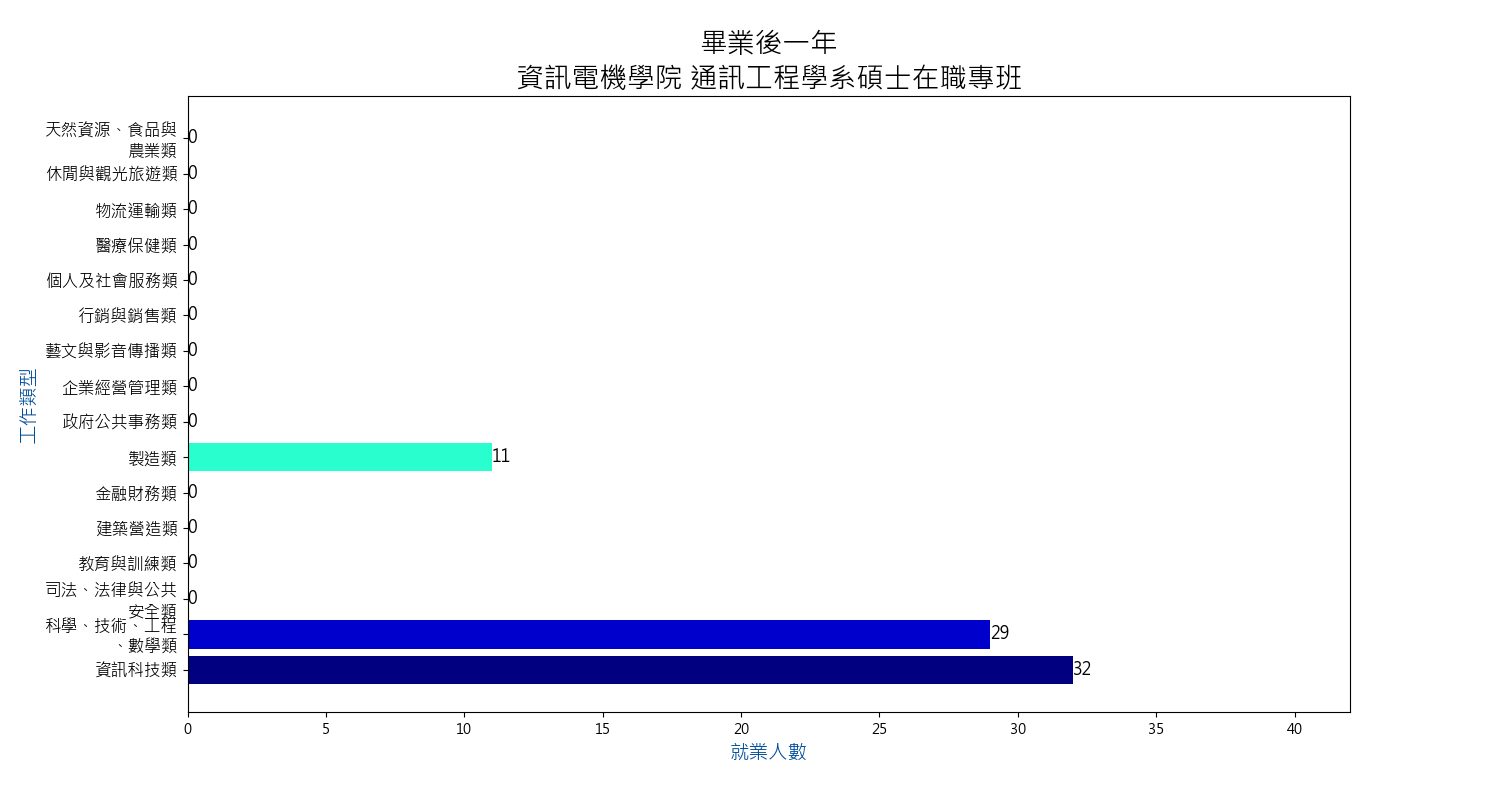 畢業後一年
資訊電機學院 通訊工程學系碩士在職專班
天然資源、食品與
農業類
0
休閒與觀光旅遊類
0
物流運輸類
0
醫療保健類
0
個人及社會服務類
0
行銷與銷售類
0
藝文與影音傳播類
0
企業經營管理類
0
政府公共事務類
0
製造類
11
金融財務類
0
建築營造類
0
教育與訓練類
0
司法、法律與公共
安全類
0
科學、技術、工程
、數學類
29
資訊科技類
32
工作類型
0 5 10 15 20 25 30 35 40
就業人數